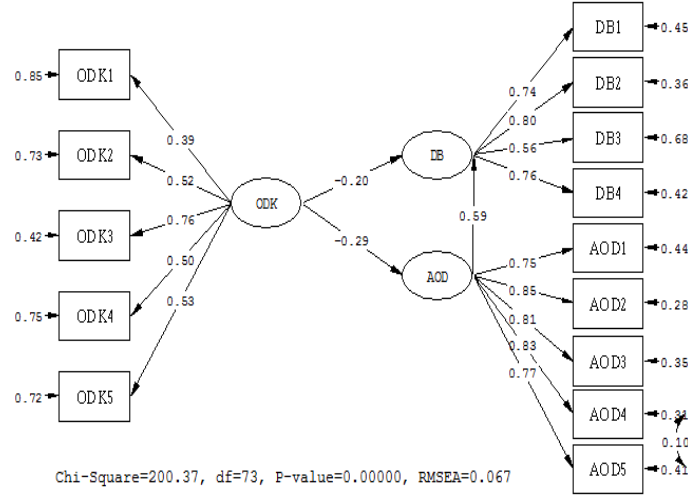 DB1
0.45
DB2
0.36
DB3
0.68
DB4
0.42
AOD1
0.44
AOD2
0.28
AOD3
0.35
AOD4
0.31
0.10
AOD5
0.41
0.85
ODK1
0.73
ODK2
0.42
ODK3
0.75
ODK4
0.72
ODK5
0.39
0.52
0.76
0.50
0.53
ODK
-0.20
-0.29
DB
0.59
AOD
0.74
0.80
0.56
0.76
0.75
0.85
0.81
0.83
0.77
Chi-Square=200.37, df=73, P-value=0.00000, RMSEA=0.067